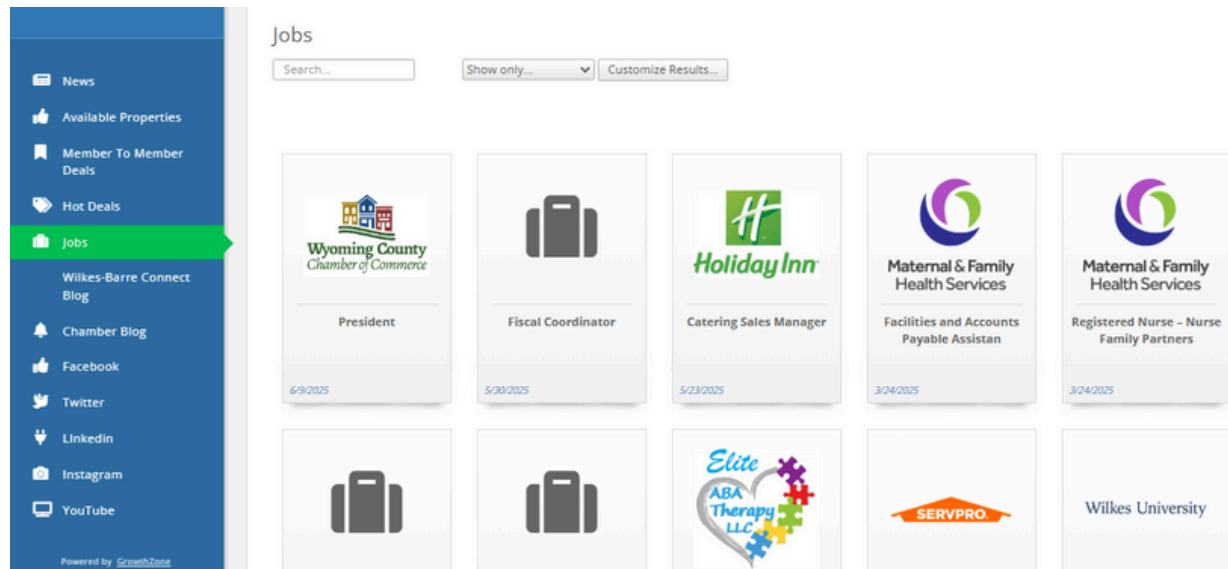 News
Available Properties
Member To Member
Deals
Hot Deals
Jobs
Wilkes-Barre Connect
Blog
Chamber Blog
Facebook
Twitter
LInkedin
Instagram
YouTube
Powered by GrowthZone
Jobs
Search...
Show only...
Customize Results...
Wyoming County
Chamber of Commerce
President
6/9/2025
Fiscal Coordinator
5/30/2025
H
Holiday Inn
Catering Sales Manager
5/23/2025
Maternal & Family
Health Services
Facilities and Accounts
Payable Assistan
3/24/2025
Maternal & Family
Health Services
Registered Nurse – Nurse
Family Partners
3/24/2025
Elite
ABA
Therapy
LLC
SERVPRO
Wilkes University